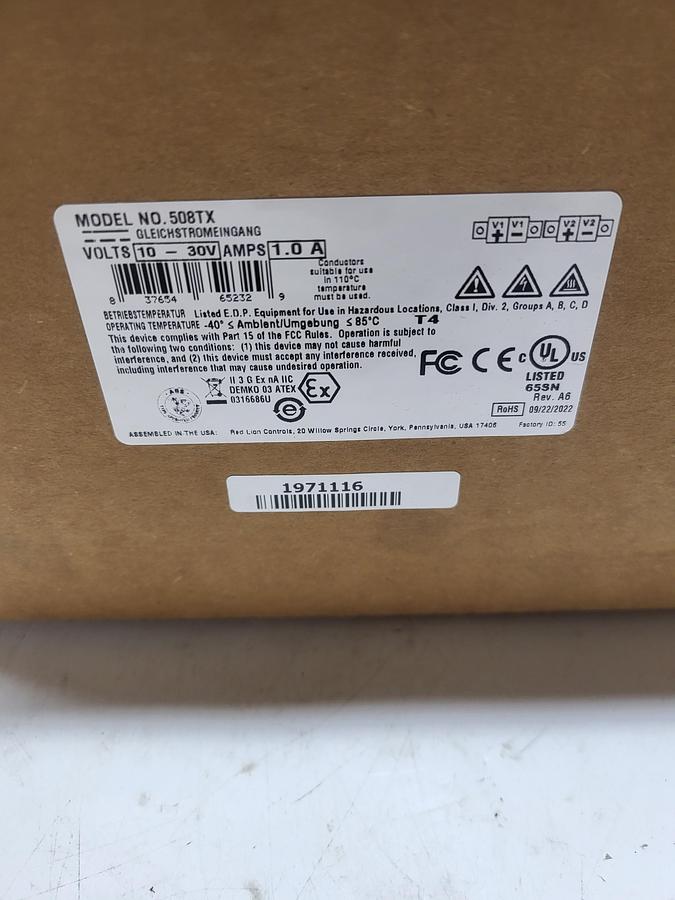 MODEL NO. 508TX
GLEICHSTROMEINGANG
VOLTS 10 - 30V AMPS 1.0 A
V1 V1 V2 V2
+ - + -
Conductors
suitable for use
in 110°C
temperature
must be used.
8 37654 65232 9
BETRIEBSTEMPERATUR Listed E.D.P. Equipment for Use in Hazardous Locations, Class I, Div. 2, Groups A, B, C, D
OPERATING TEMPERATURE -40° ≤ Ambient/Umgebung ≤ 85°C T4
This device complies with Part 15 of the FCC Rules. Operation is subject to
the following two conditions: (1) this device may not cause harmful
interference, and (2) this device must accept any interference received,
including interference that may cause undesired operation.
FC CE c UL US
LISTED
65SN
Rev. A6
ABS
II 3 G Ex nA IIC
DEMKO 03 ATEX
0316686U
Ex
e
RoHS 09/22/2022
ASSEMBLED IN THE USA: Red Lion Controls, 20 Willow Springs Circle, York, Pennsylvania, USA 17406 Factory ID: 55
1971116